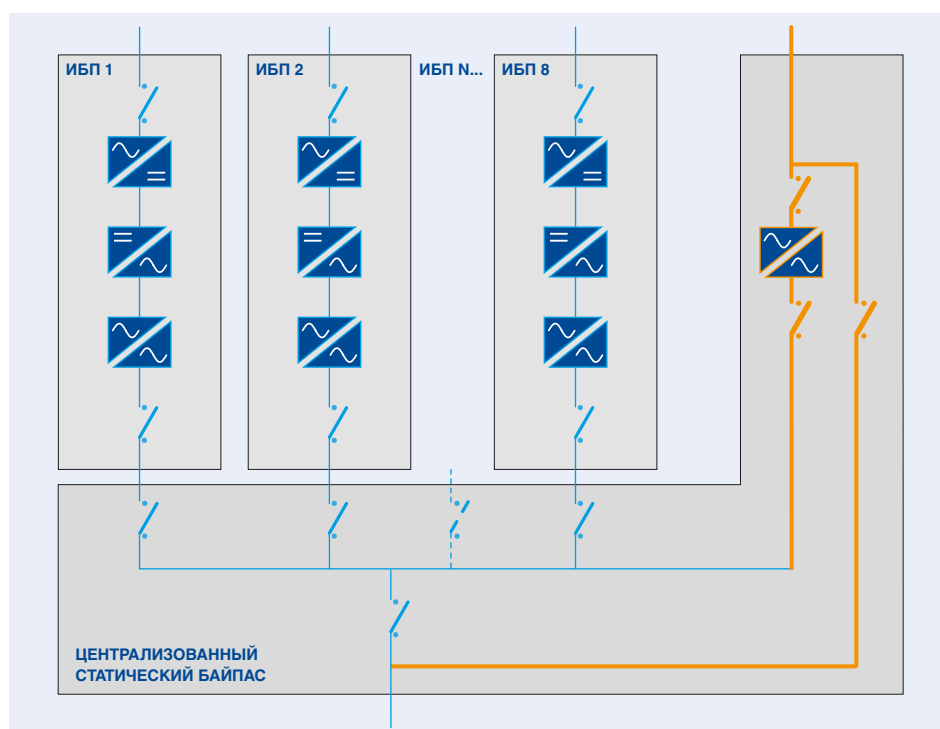 ИБП 1
ИБП 2
ИБП N...
ИБП 8
ЦЕНТРАЛИЗОВАННЫЙ
СТАТИЧЕСКИЙ БАЙПАС